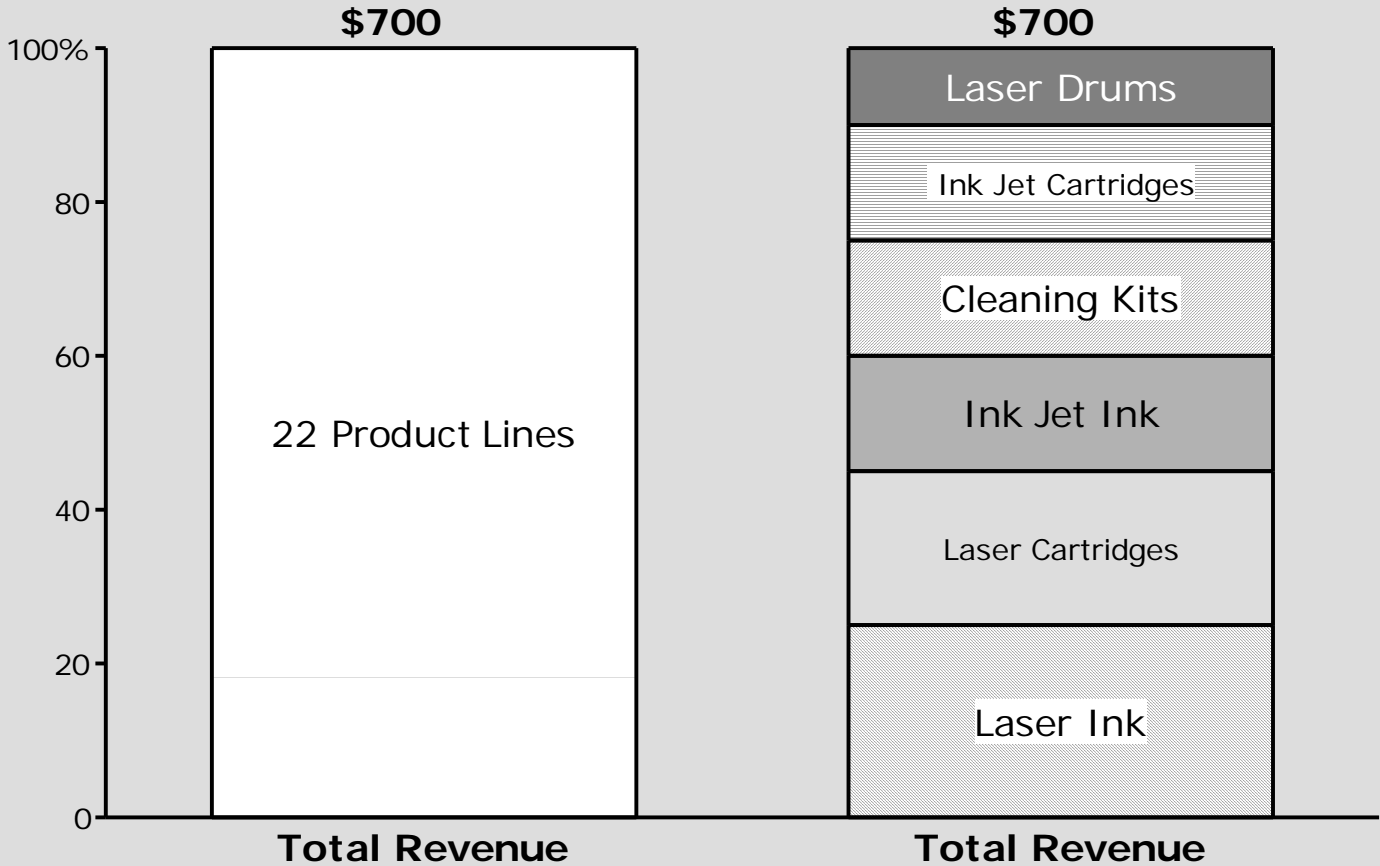 $700
$700
100%
80
60
40
20
0
22 Product Lines
Laser Drums
Ink Jet Cartridges
Cleaning Kits
Ink Jet Ink
Laser Cartridges
Laser Ink
Total Revenue
Total Revenue